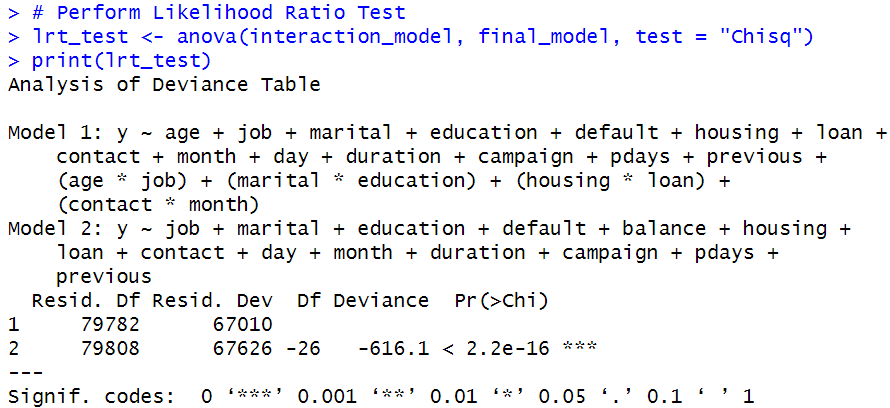 > # Perform Likelihood Ratio Test
> lrt_test <- anova(interaction_model, final_model, test = "Chisq")
> print(lrt_test)
Analysis of Deviance Table

Model 1: y ~ age + job + marital + education + default + housing + loan +
    contact + month + day + duration + campaign + pdays + previous +
    (age * job) + (marital * education) + (housing * loan) +
    (contact * month)
Model 2: y ~ job + marital + education + default + balance + housing +
    loan + contact + day + month + duration + campaign + pdays +
    previous
  Resid. Df Resid. Dev  Df Deviance  Pr(>Chi)
1     79782      67010
2     79808      67626 -26   -616.1 < 2.2e-16 ***
---
Signif. codes:  0 ‘***’ 0.001 ‘**’ 0.01 ‘*’ 0.05 ‘.’ 0.1 ‘ ’ 1